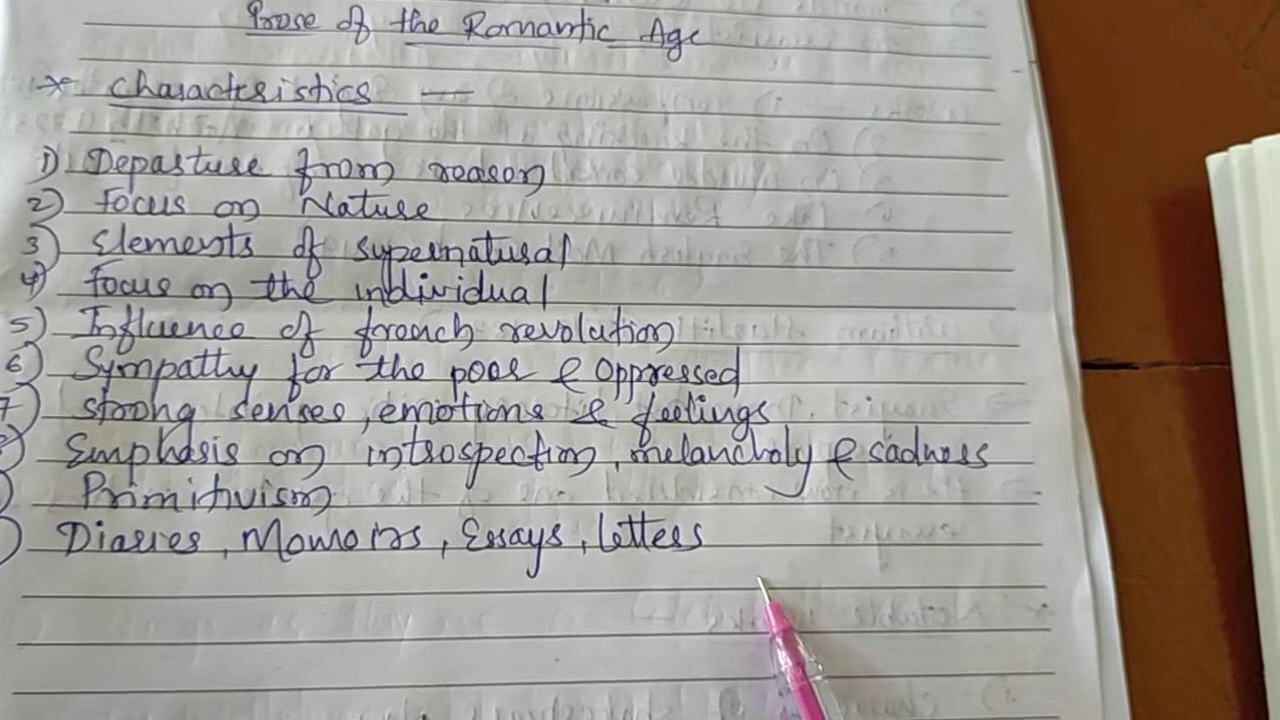 Prose of the Romantic Age
* Characteristics —
1) Departure from reason
2) Focus on Nature
3) Elements of supernatural
4) Focus on the individual
5) Influence of french revolution
6) Sympathy for the poor & oppressed
7) strong senses, emotions & feelings
) Emphasis on introspection, melancholy & sadness
) Primitivism
) Diaries, Memoirs, Essays, letters